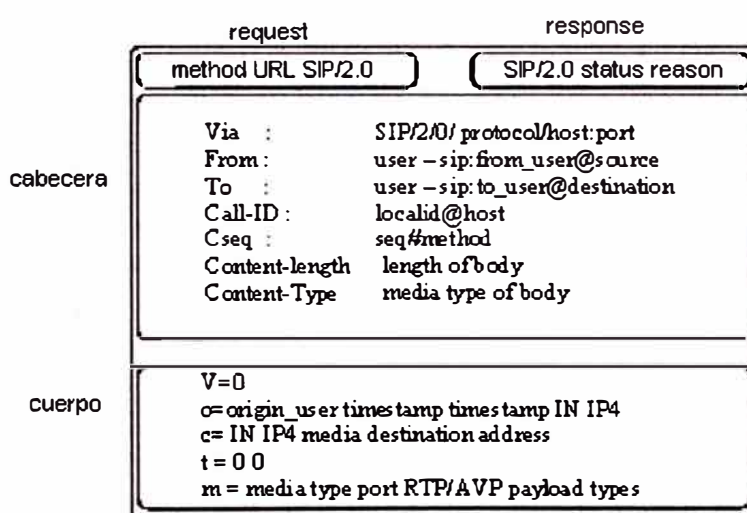 request response
method URL SIP/2.0 SIP/2.0 status reason
cabecera
Via : SIP/2/0/ protocol/host:port
From : user – sip: from_user@source
To : user – sip: to_user@destination
Call-ID : localid@host
Cseq : seq#method
Content-length length of body
Content-Type media type of body
cuerpo
V=0
o=origin_user timestamp timestamp IN IP4
c= IN IP4 media destination address
t = 0 0
m = media type port RTP/AVP payload types